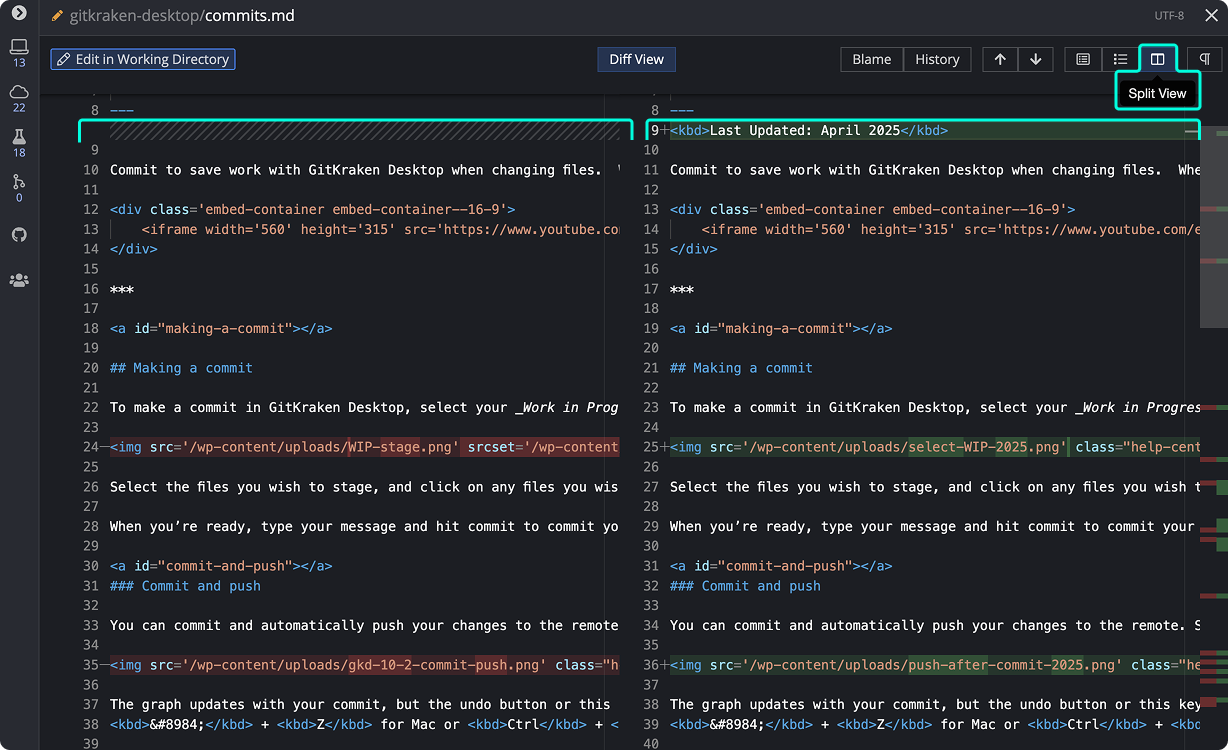 gitkraken-desktop/commits.md
UTF-8
Edit in Working Directory
Diff View
Blame
History
Split View
13
22
18
0
8 ---
9
10 Commit to save work with GitKraken Desktop when changing files.
11
12 <div class='embed-container embed-container--16-9'>
13 <iframe width='560' height='315' src='https://www.youtube.co
14 </div>
15
16 ***
17
18 <a id="making-a-commit"></a>
19
20 ## Making a commit
21
22 To make a commit in GitKraken Desktop, select your _Work in Prog
23
24—<img src='/wp-content/uploads/WIP-stage.png' srcset='/wp-content
25
26 Select the files you wish to stage, and click on any files you wis
27
28 When you’re ready, type your message and hit commit to commit yo
29
30 <a id="commit-and-push"></a>
31 ### Commit and push
32
33 You can commit and automatically push your changes to the remote
34
35—<img src='/wp-content/uploads/gkd-10-2-commit-push.png' class="h
36
37 The graph updates with your commit, but the undo button or this
38 <kbd>&#8984;</kbd> + <kbd>Z</kbd> for Mac or <kbd>Ctrl</kbd> + <
39
8 ---
9+<kbd>Last Updated: April 2025</kbd>
10
11 Commit to save work with GitKraken Desktop when changing files.  Whe
12
13 <div class='embed-container embed-container--16-9'>
14 <iframe width='560' height='315' src='https://www.youtube.com/e
15 </div>
16
17 ***
18
19 <a id="making-a-commit"></a>
20
21 ## Making a commit
22
23 To make a commit in GitKraken Desktop, select your _Work in Progres
24
25+<img src='/wp-content/uploads/select-WIP-2025.png' class="help-cent
26
27 Select the files you wish to stage, and click on any files you wish t
28
29 When you’re ready, type your message and hit commit to commit your
30
31 <a id="commit-and-push"></a>
32 ### Commit and push
33
34 You can commit and automatically push your changes to the remote. S
35
36+<img src='/wp-content/uploads/push-after-commit-2025.png' class="he
37
38 The graph updates with your commit, but the undo button or this key
39 <kbd>&#8984;</kbd> + <kbd>Z</kbd> for Mac or <kbd>Ctrl</kbd> + <kbd
40